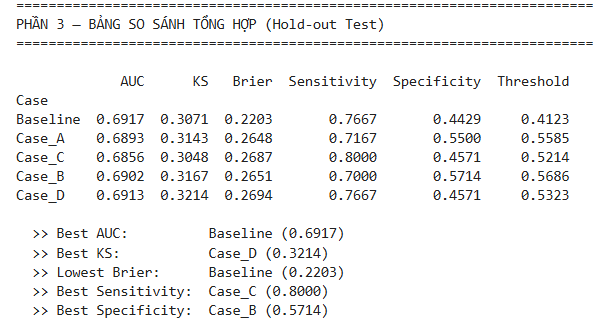 ======================================================================
PHẦN 3 — BẢNG SO SÁNH TỔNG HỢP (Hold-out Test)
======================================================================
AUC KS Brier Sensitivity Specificity Threshold
Case
Baseline 0.6917 0.3071 0.2203 0.7667 0.4429 0.4123
Case_A 0.6893 0.3143 0.2648 0.7167 0.5500 0.5585
Case_C 0.6856 0.3048 0.2687 0.8000 0.4571 0.5214
Case_B 0.6902 0.3167 0.2651 0.7000 0.5714 0.5686
Case_D 0.6913 0.3214 0.2694 0.7667 0.4571 0.5323
>> Best AUC: Baseline (0.6917)
>> Best KS: Case_D (0.3214)
>> Lowest Brier: Baseline (0.2203)
>> Best Sensitivity: Case_C (0.8000)
>> Best Specificity: Case_B (0.5714)